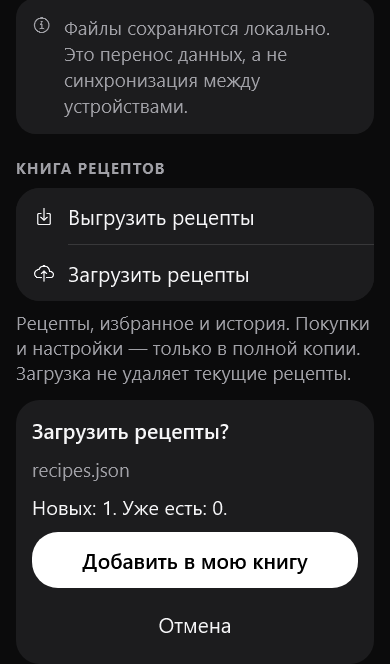 Файлы сохраняются локально.
Это перенос данных, а не
синхронизация между
устройствами.
КНИГА РЕЦЕПТОВ
Выгрузить рецепты
Загрузить рецепты
Рецепты, избранное и история. Покупки
и настройки — только в полной копии.
Загрузка не удаляет текущие рецепты.
Загрузить рецепты?
recipes.json
Новых: 1. Уже есть: 0.
Добавить в мою книгу
Отмена